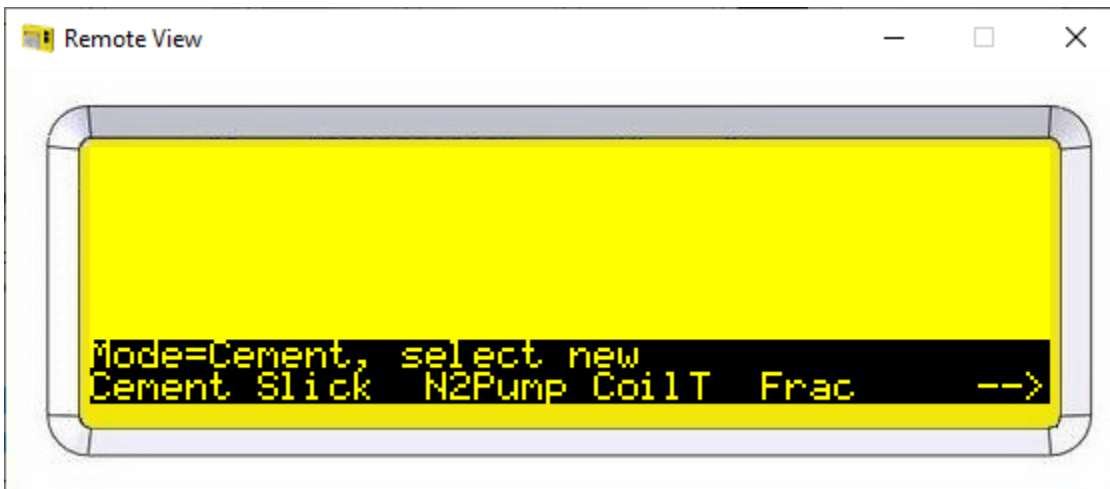 Remote View
Mode=Cement, select new
Cement Slick N2Pump CoilT Frac -->